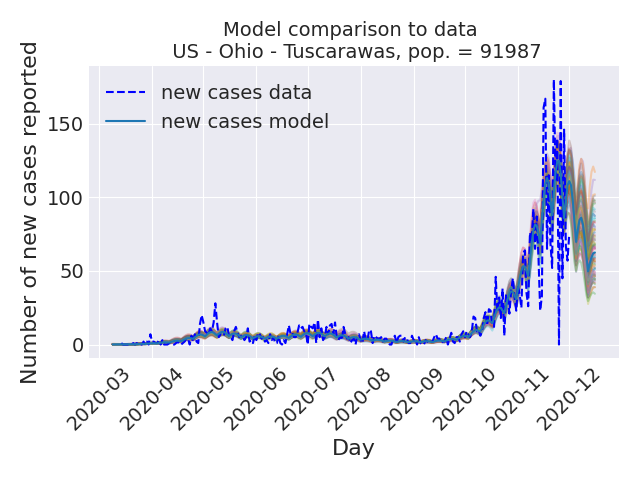 Model comparison to data
US - Ohio - Tuscarawas, pop. = 91987
Number of new cases reported
new cases data
new cases model
150
100
50
0
2020-03
2020-04
2020-05
2020-06
2020-07
2020-08
2020-09
2020-10
2020-11
2020-12
Day